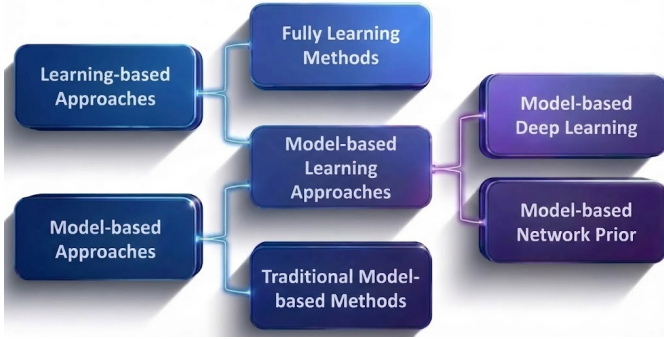 Learning-based
Approaches
Model-based
Approaches
Fully Learning
Methods
Model-based
Learning
Approaches
Traditional Model-
based Methods
Model-based
Deep Learning
Model-based
Network Prior